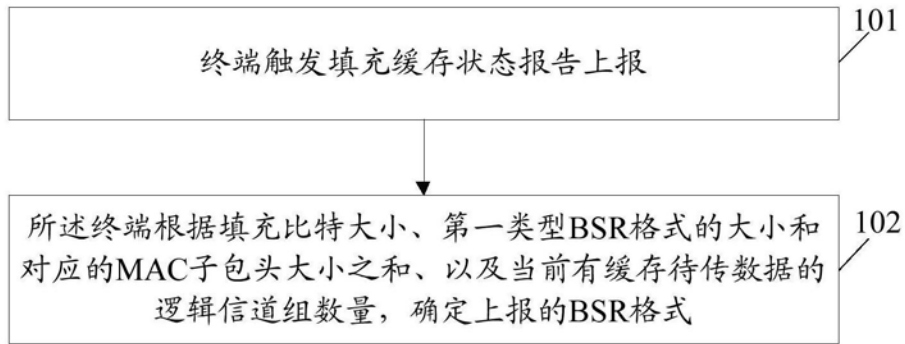 终端触发填充缓存状态报告上报
101
所述终端根据填充比特大小、第一类型BSR格式的大小和
对应的MAC子包头大小之和、以及当前有缓存待传数据的
逻辑信道组数量，确定上报的BSR格式
102